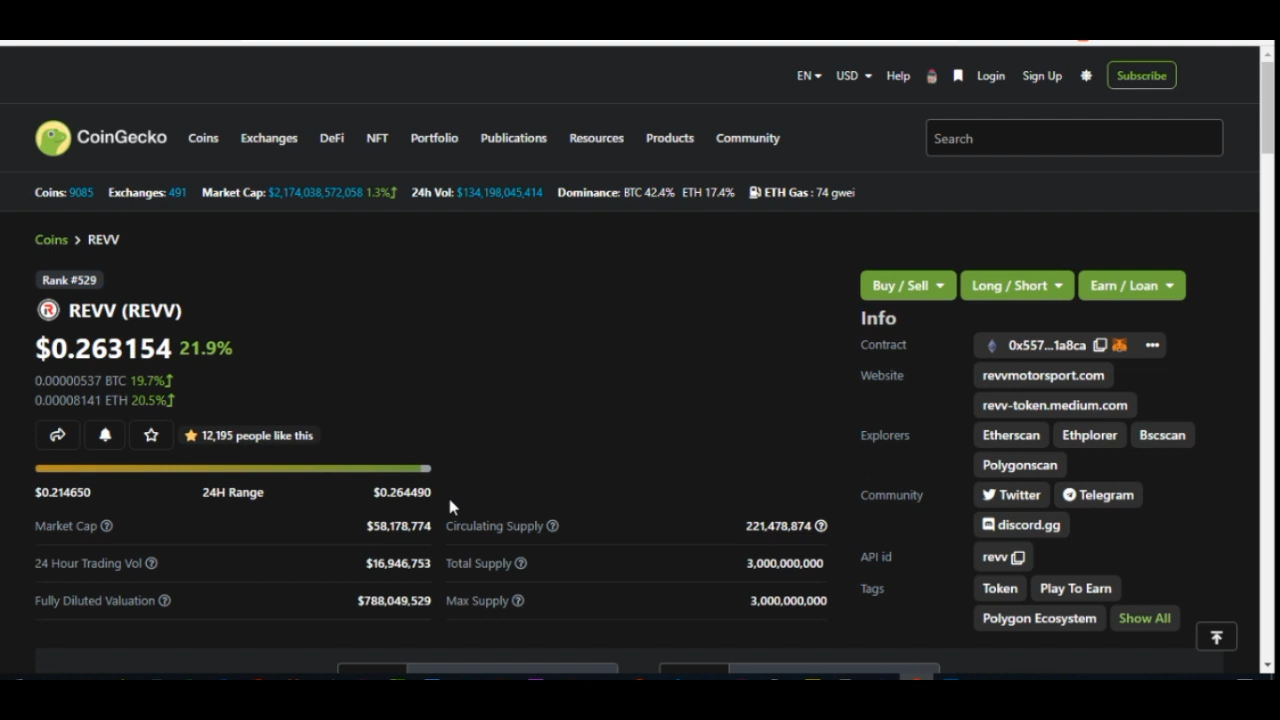 EN USD Help Login Sign Up Subscribe
CoinGecko Coins Exchanges DeFi NFT Portfolio Publications Resources Products Community Search
Coins: 9085 Exchanges: 491 Market Cap: $2,174,038,572,058 1.3% 24h Vol: $134,198,045,414 Dominance: BTC 42.4% ETH 17.4% ETH Gas: 74 gwei
Coins > REVV
Rank #529
REVV (REVV)
$0.263154 21.9%
0.00000537 BTC 19.7%
0.00008141 ETH 20.5%
12,195 people like this
$0.214650 24H Range $0.264490
Market Cap $58,178,774 Circulating Supply 221,478,874
24 Hour Trading Vol $16,946,753 Total Supply 3,000,000,000
Fully Diluted Valuation $788,049,529 Max Supply 3,000,000,000
Buy / Sell Long / Short Earn / Loan
Info
Contract 0x557...1a8ca •••
Website revvmotorsport.com
revv-token.medium.com
Explorers Etherscan Ethplorer Bscscan
Polygonscan
Community Twitter Telegram
discord.gg
API id revv
Tags Token Play To Earn
Polygon Ecosystem Show All